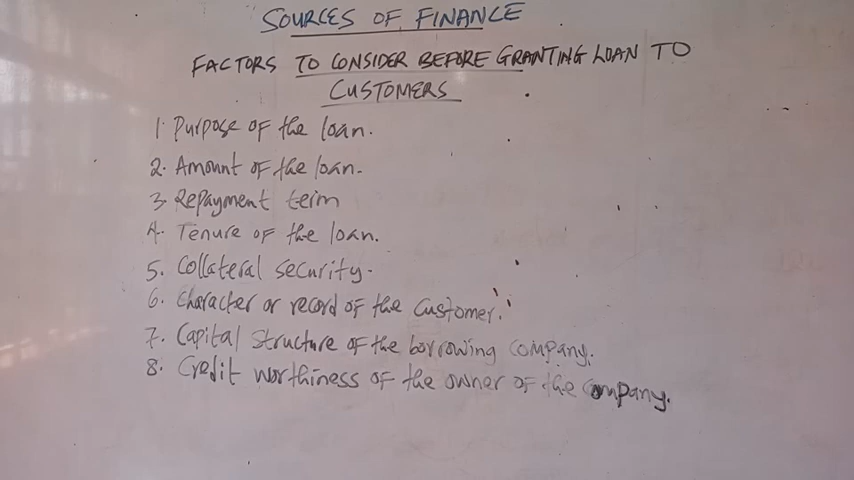 SOURCES OF FINANCE
FACTORS TO CONSIDER BEFORE GRANTING LOAN TO
CUSTOMERS
1. Purpose of the loan.
2. Amount of the loan.
3. Repayment term
4. Tenure of the loan.
5. Collateral security.
6. Character or record of the customer.
7. Capital structure of the borrowing company.
8. Credit worthiness of the owner of the company.